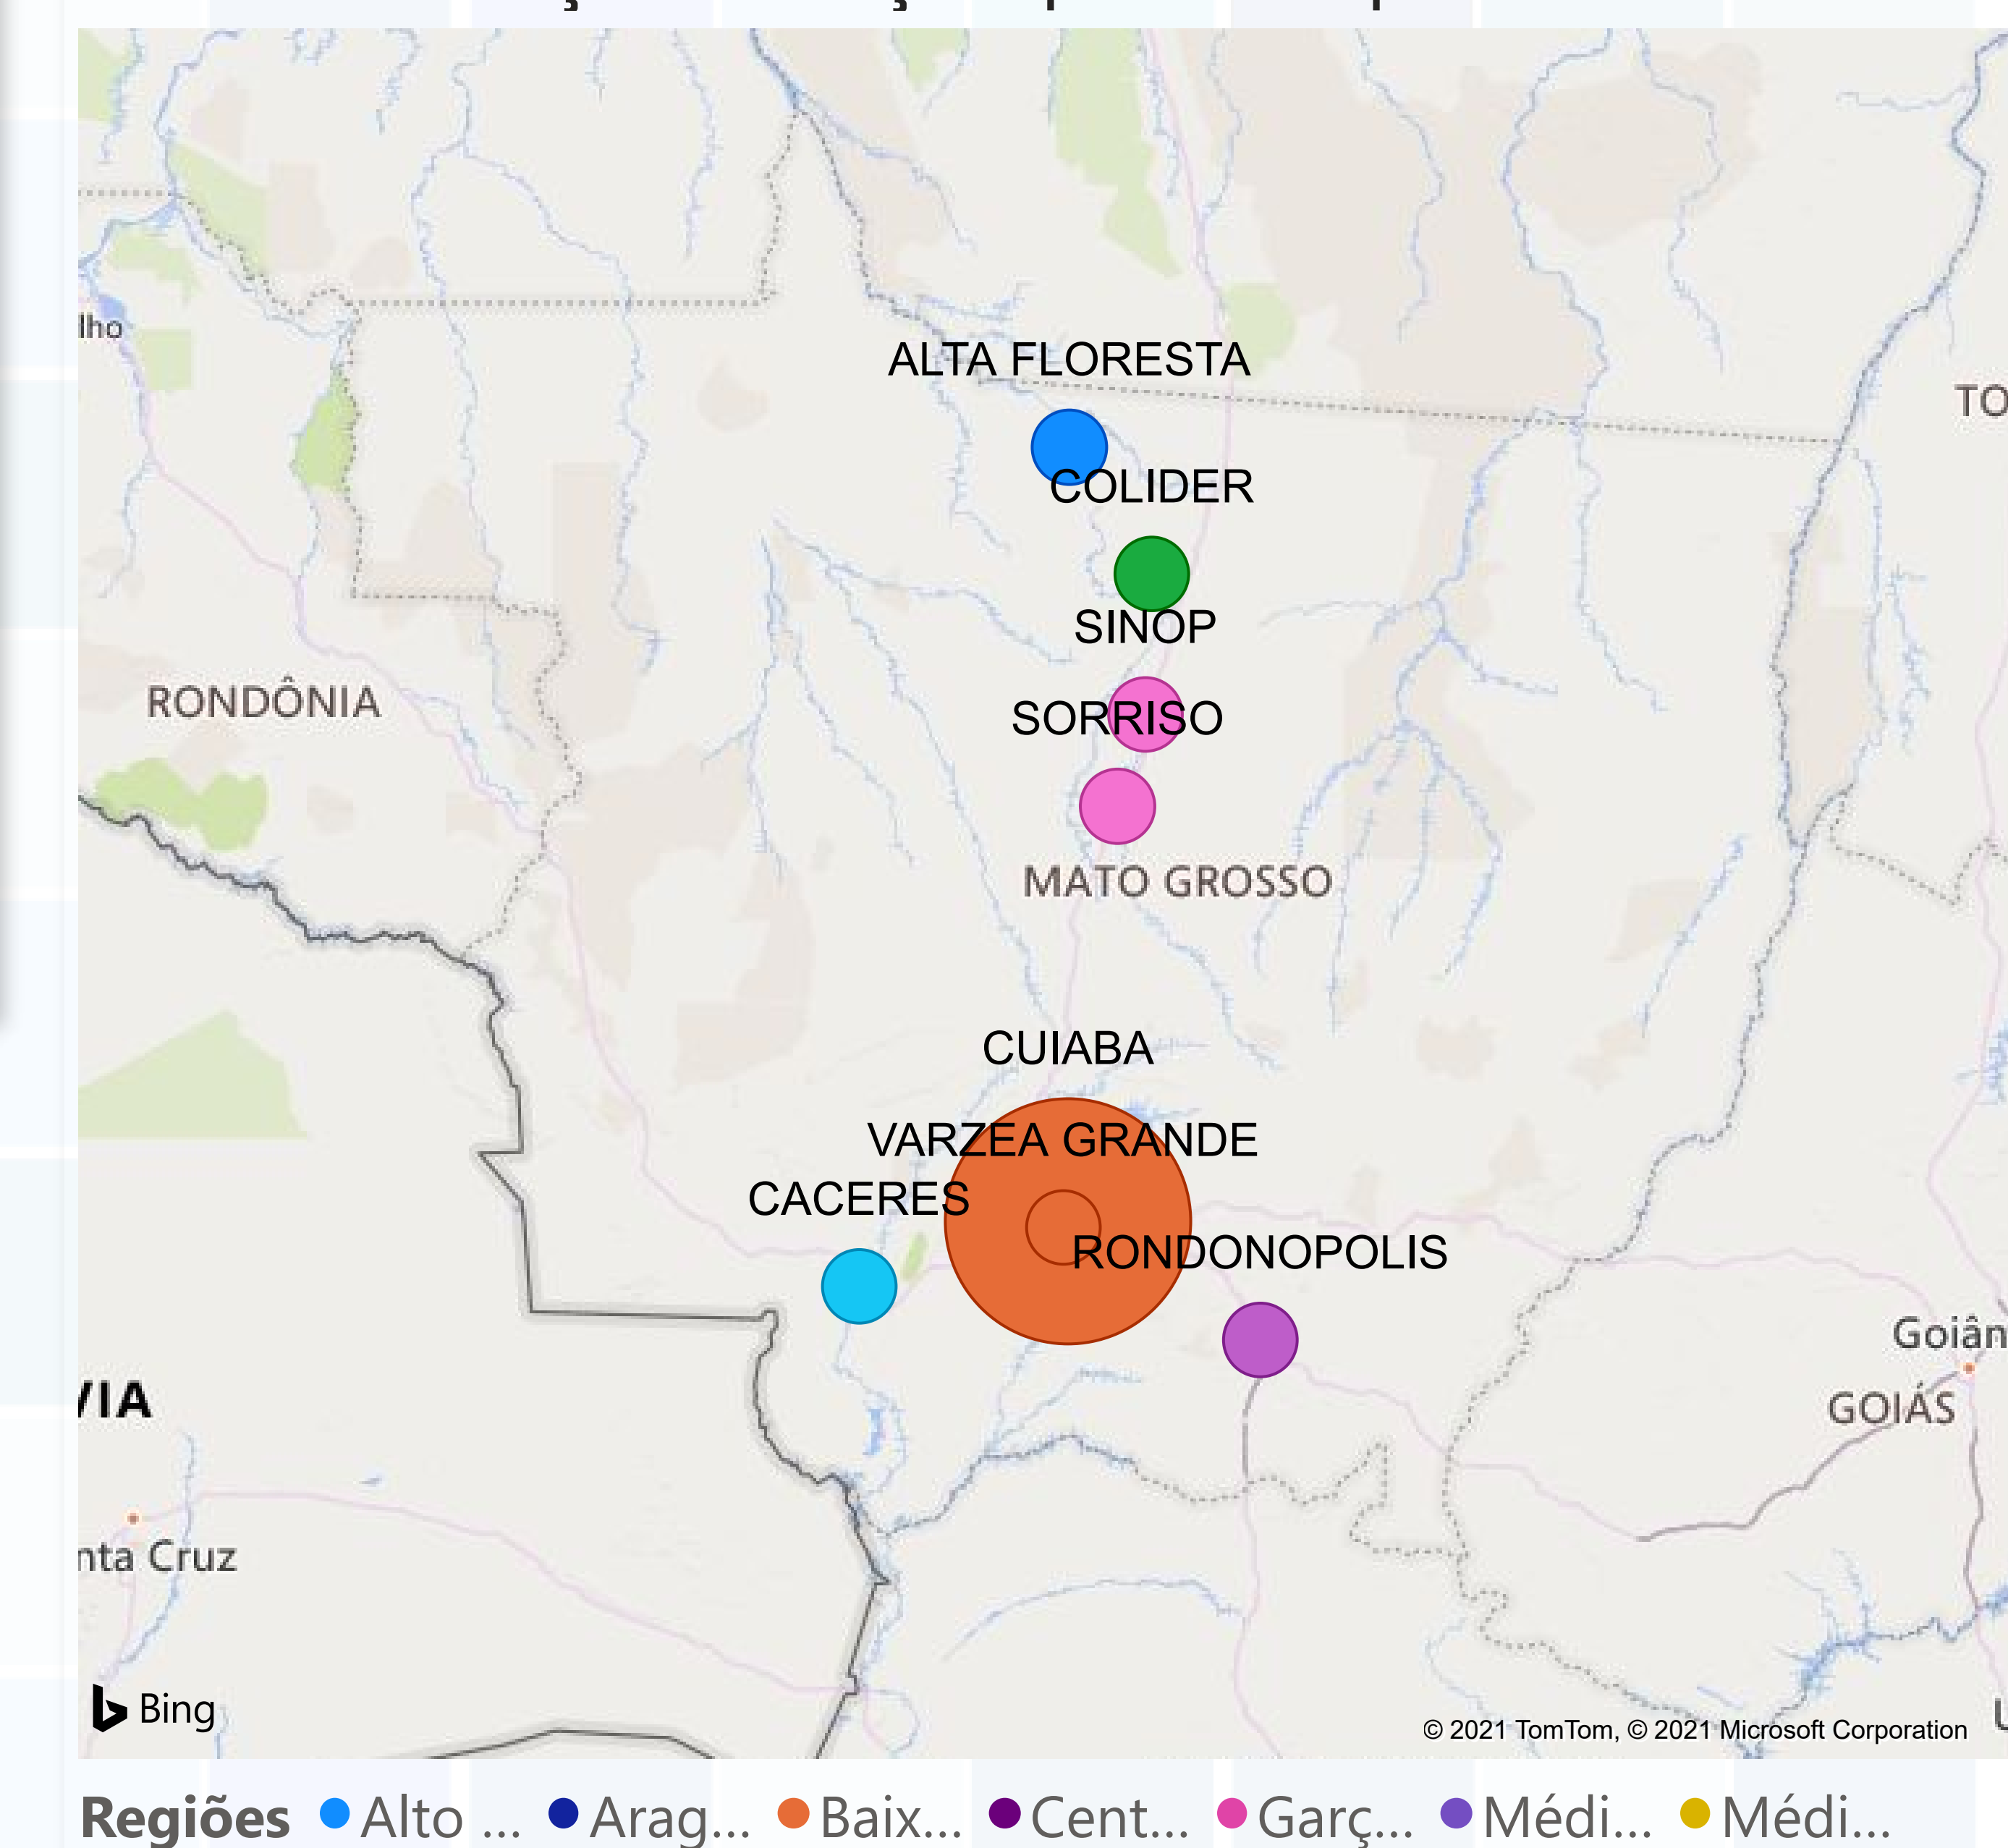 lho
ALTA FLORESTA
TO
COLIDER
SINOP
RONDÔNIA
SORRISO
MATO GROSSO
CUIABA
VARZEA GRANDE
CACERES
RONDONOPOLIS
Goiân
VIA
GOIÁS
nta Cruz
Bing
© 2021 TomTom, © 2021 Microsoft Corporation
Regiões Alto ... Arag... Baix... Cent... Garç... Médi... Médi...